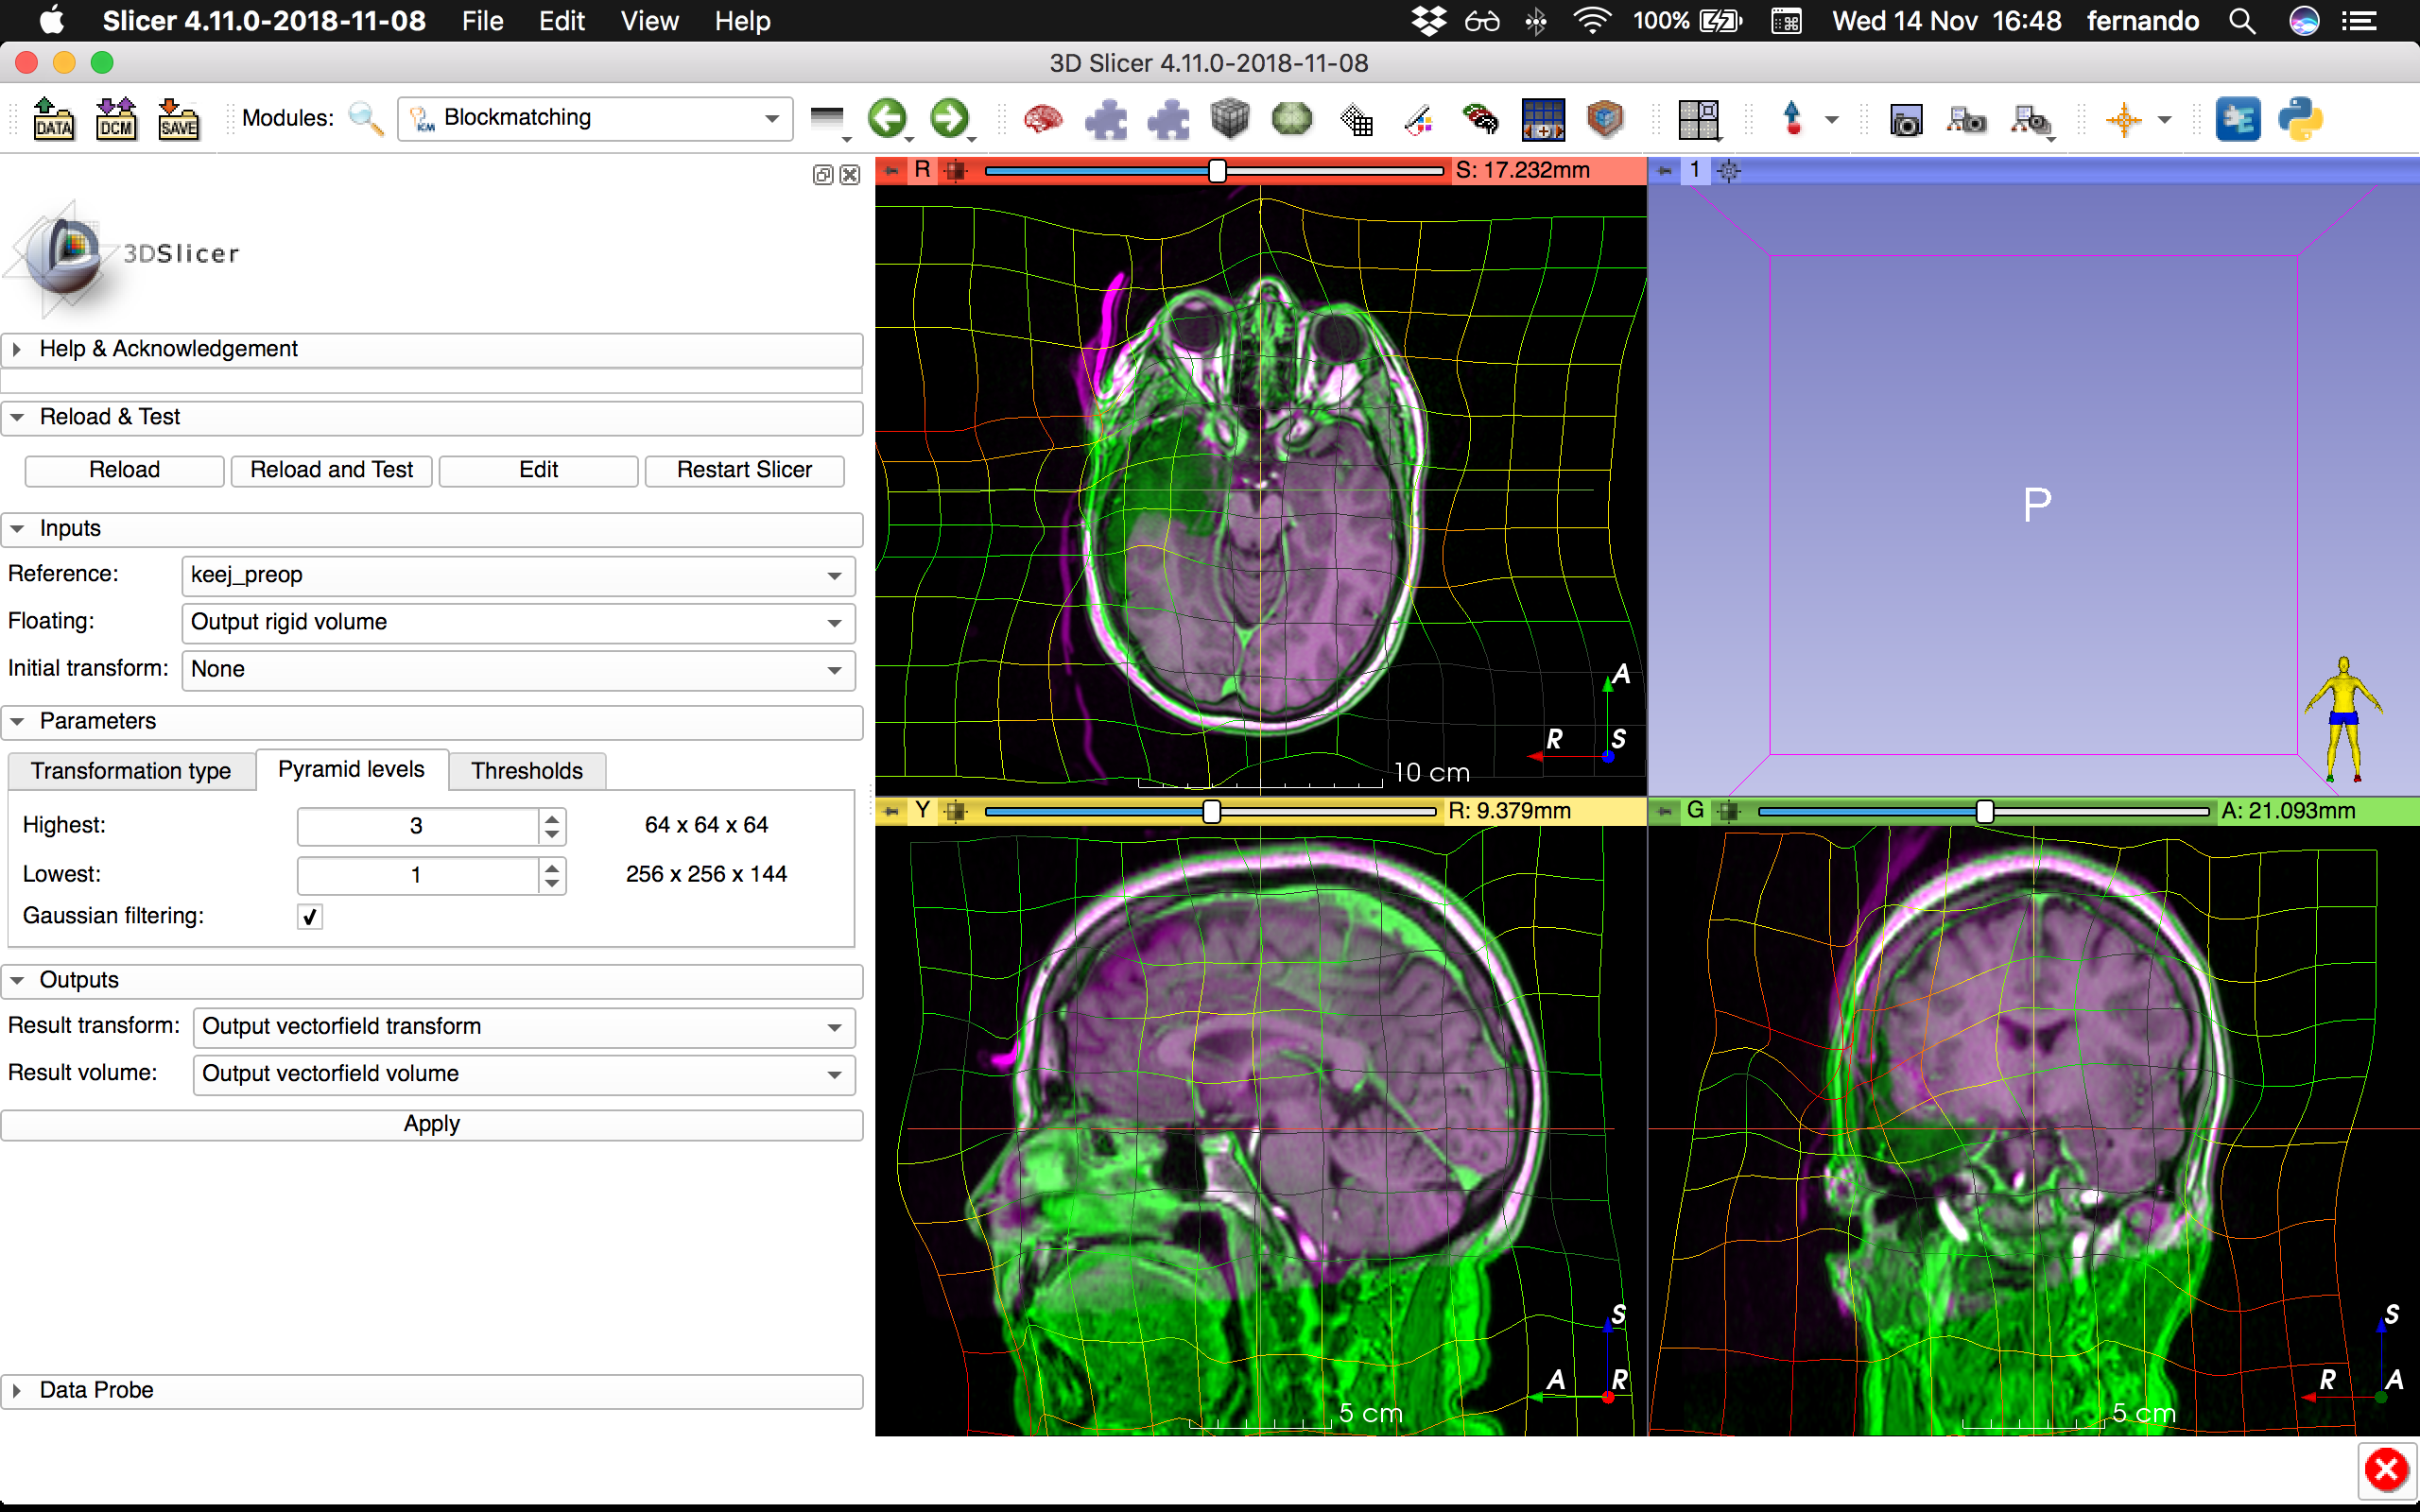 Slicer 4.11.0-2018-11-08 File Edit View Help 100% Wed 14 Nov 16:48 fernando
3D Slicer 4.11.0-2018-11-08
DATA DCM SAVE Modules: Blockmatching
R S: 17.232mm
1
3DSlicer
Help & Acknowledgement
Reload & Test
Reload Reload and Test Edit Restart Slicer
Inputs
Reference: keej_preop
Floating: Output rigid volume
Initial transform: None
Parameters
Transformation type Pyramid levels Thresholds
Highest: 3 64 x 64 x 64
Lowest: 1 256 x 256 x 144
Gaussian filtering:
Outputs
Result transform: Output vectorfield transform
Result volume: Output vectorfield volume
Apply
Data Probe
A
R S
10 cm
P
Y R: 9.379mm
S
A R
5 cm
G A: 21.093mm
S
R A
5 cm